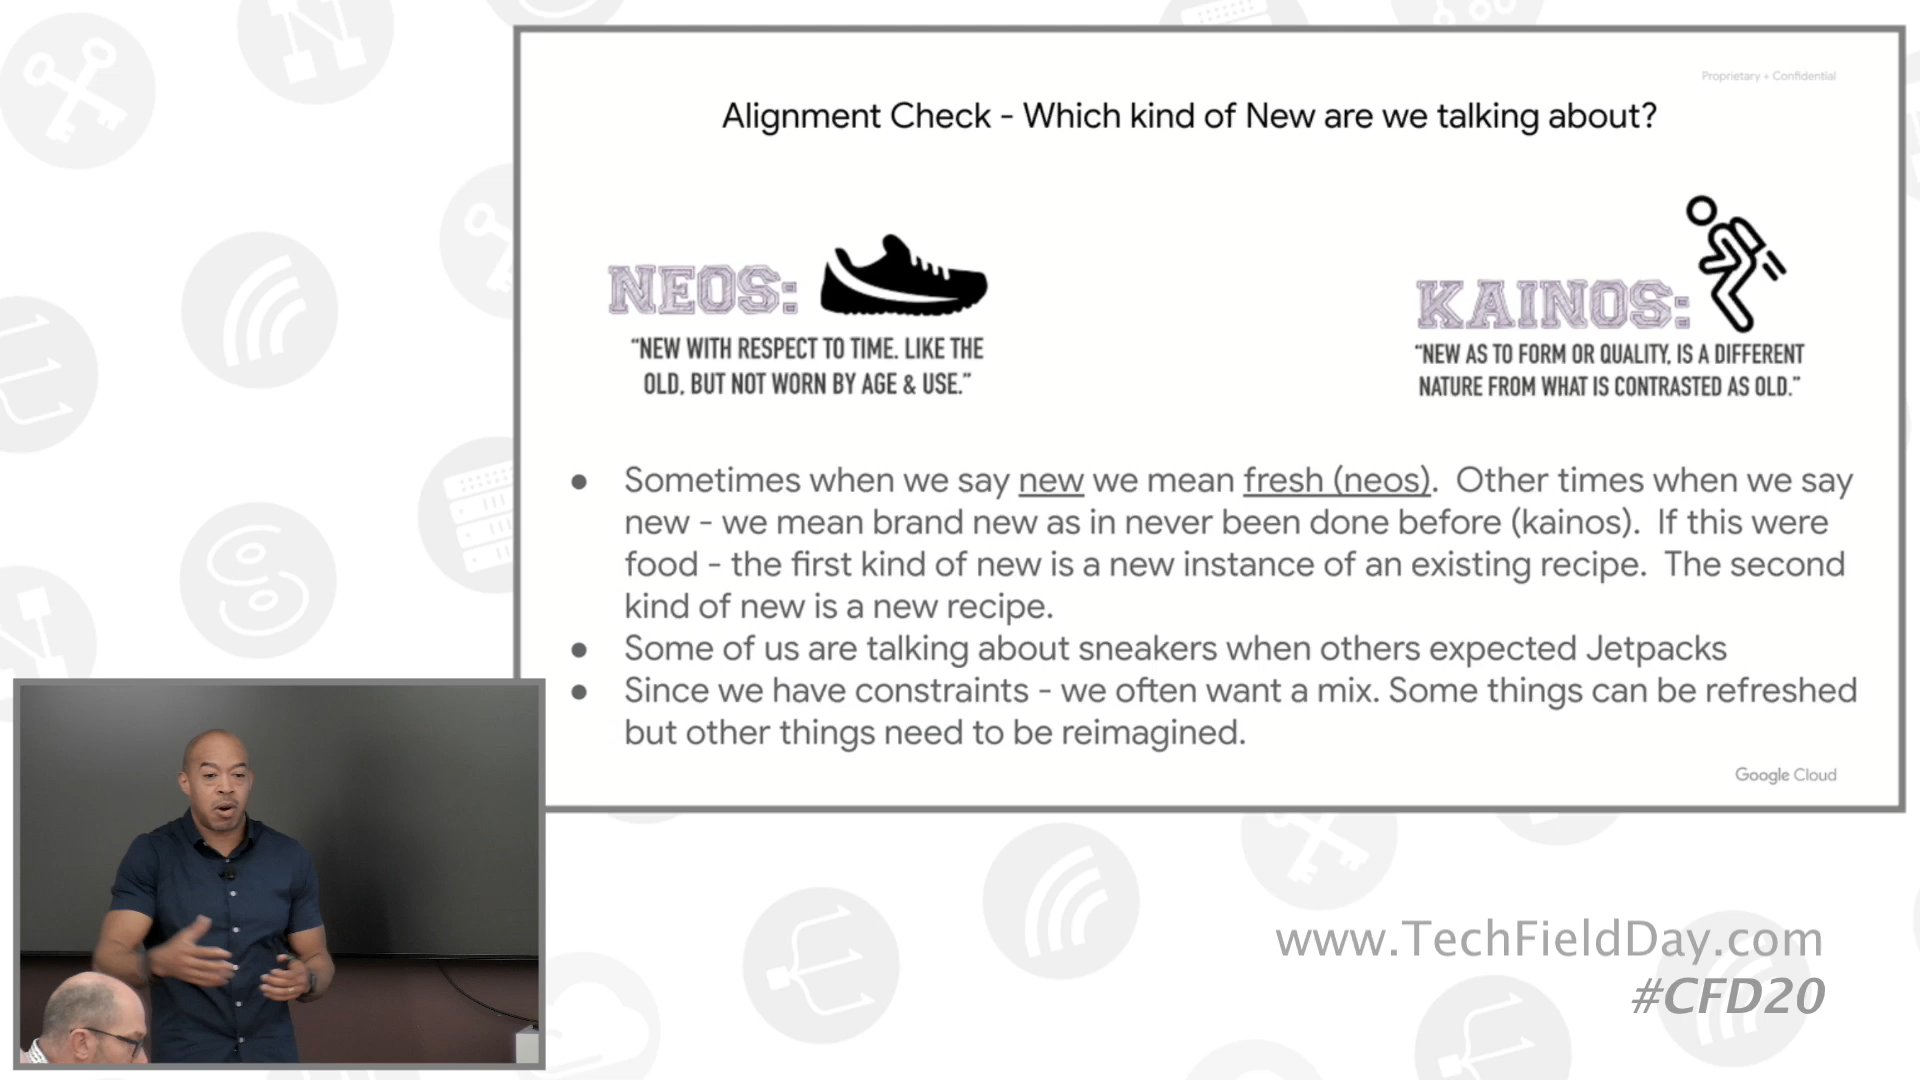 Proprietary + Confidential
Alignment Check - Which kind of New are we talking about?
NEOS:
"NEW WITH RESPECT TO TIME. LIKE THE
OLD, BUT NOT WORN BY AGE & USE."
KAINOS:
"NEW AS TO FORM OR QUALITY, IS A DIFFERENT
NATURE FROM WHAT IS CONTRASTED AS OLD."
● Sometimes when we say new we mean fresh (neos). Other times when we say
new - we mean brand new as in never been done before (kainos). If this were
food - the first kind of new is a new instance of an existing recipe. The second
kind of new is a new recipe.
● Some of us are talking about sneakers when others expected Jetpacks
● Since we have constraints - we often want a mix. Some things can be refreshed
but other things need to be reimagined.
Google Cloud
www.TechFieldDay.com
#CFD20